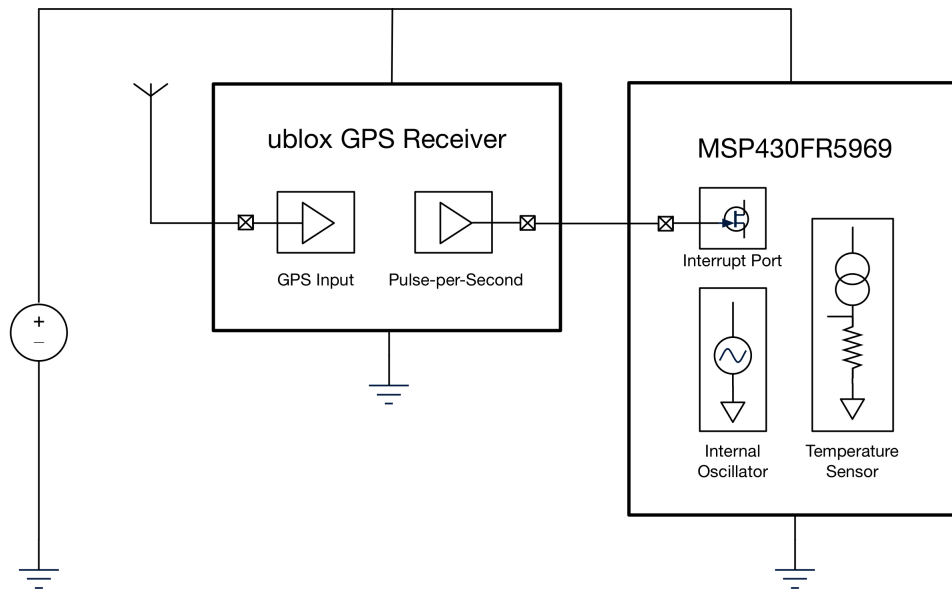 ublox GPS Receiver
MSP430FR5969
GPS Input
Pulse-per-Second
Interrupt Port
+
–
Internal
Oscillator
Temperature
Sensor